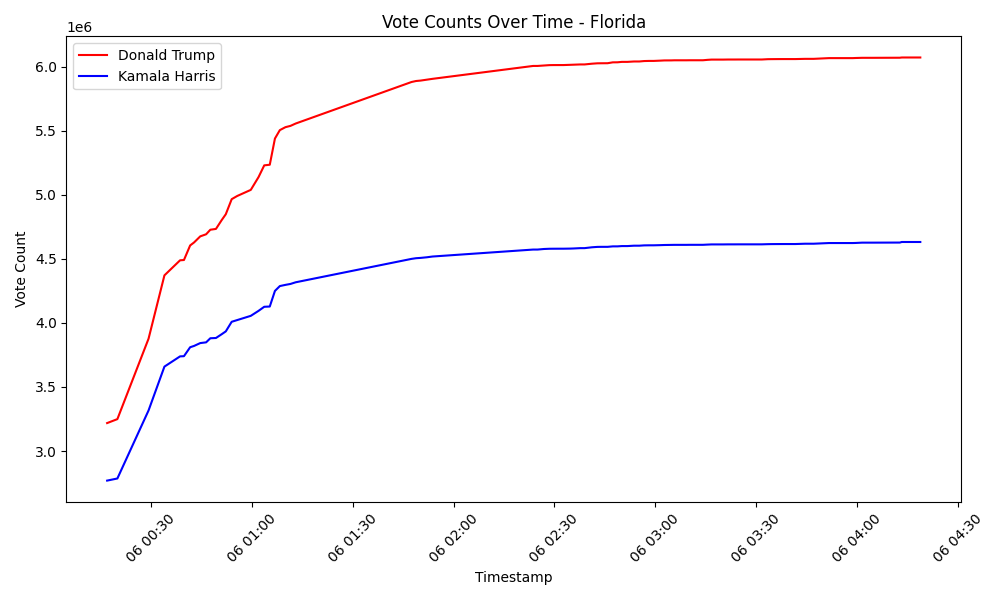 Vote Counts Over Time - Florida
1e6
Donald Trump
Kamala Harris
6.0
5.5
5.0
4.5
4.0
3.5
3.0
Vote Count
06 00:30
06 01:00
06 01:30
06 02:00
06 02:30
06 03:00
06 03:30
06 04:00
06 04:30
Timestamp